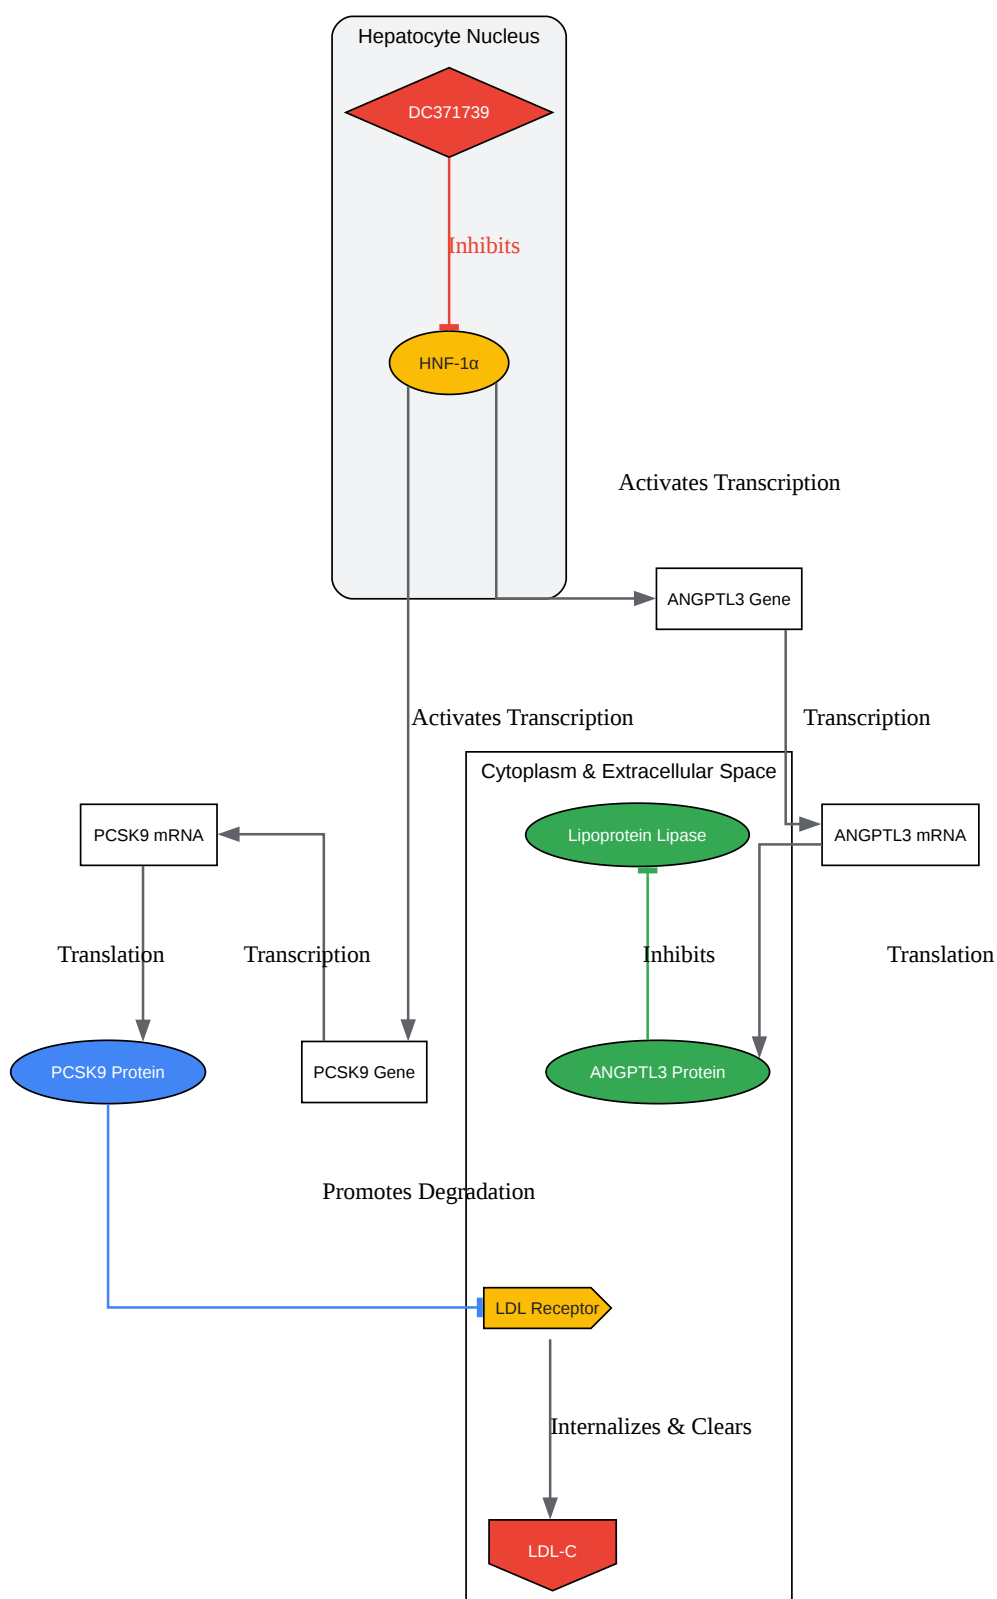 Hepatocyte Nucleus
DC371739
Inhibits
HNF-1α
Activates Transcription
ANGPTL3 Gene
Activates Transcription
Transcription
Cytoplasm & Extracellular Space
PCSK9 mRNA
Lipoprotein Lipase
ANGPTL3 mRNA
Translation
Transcription
Inhibits
Translation
PCSK9 Protein
PCSK9 Gene
ANGPTL3 Protein
Promotes Degradation
LDL Receptor
Internalizes & Clears
LDL-C